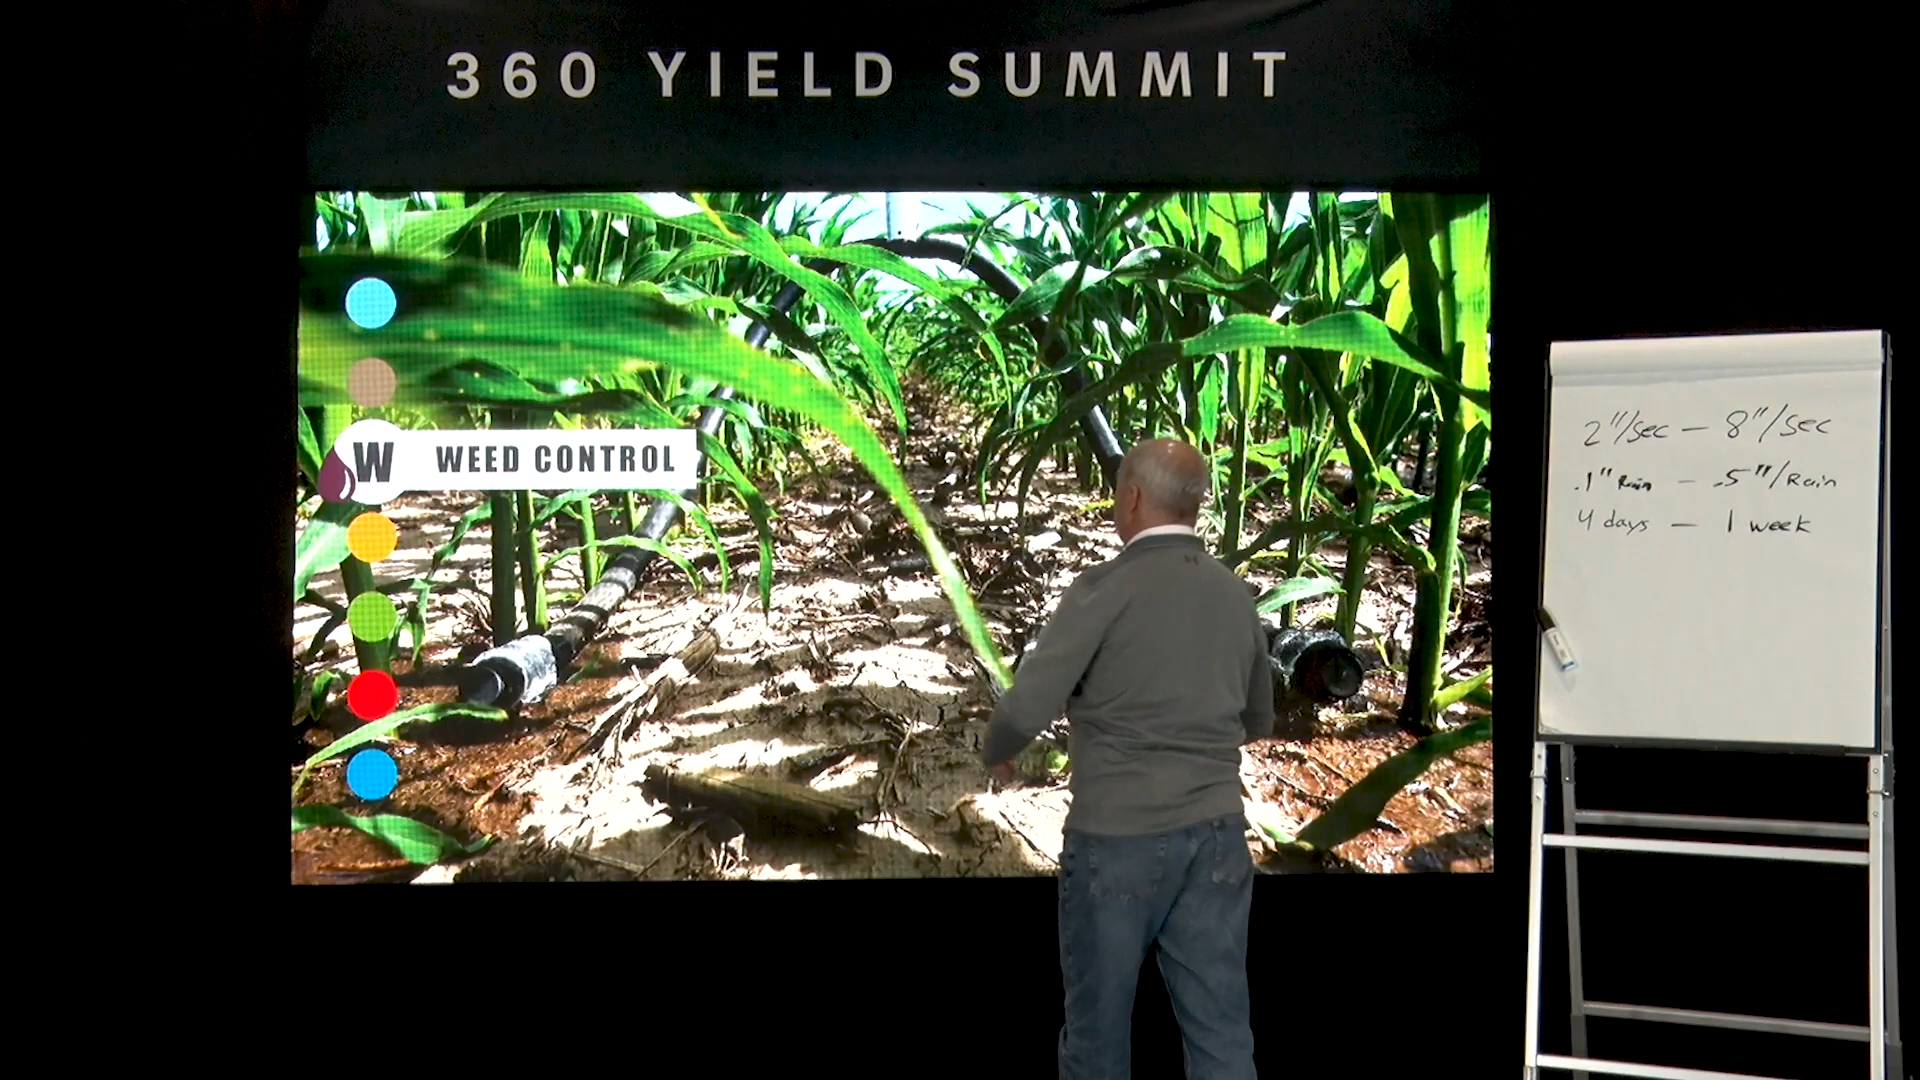 360 YIELD SUMMIT
W WEED CONTROL
2"/sec — 8"/sec
.1" Rain — .5"/Rain
4 days — 1 week